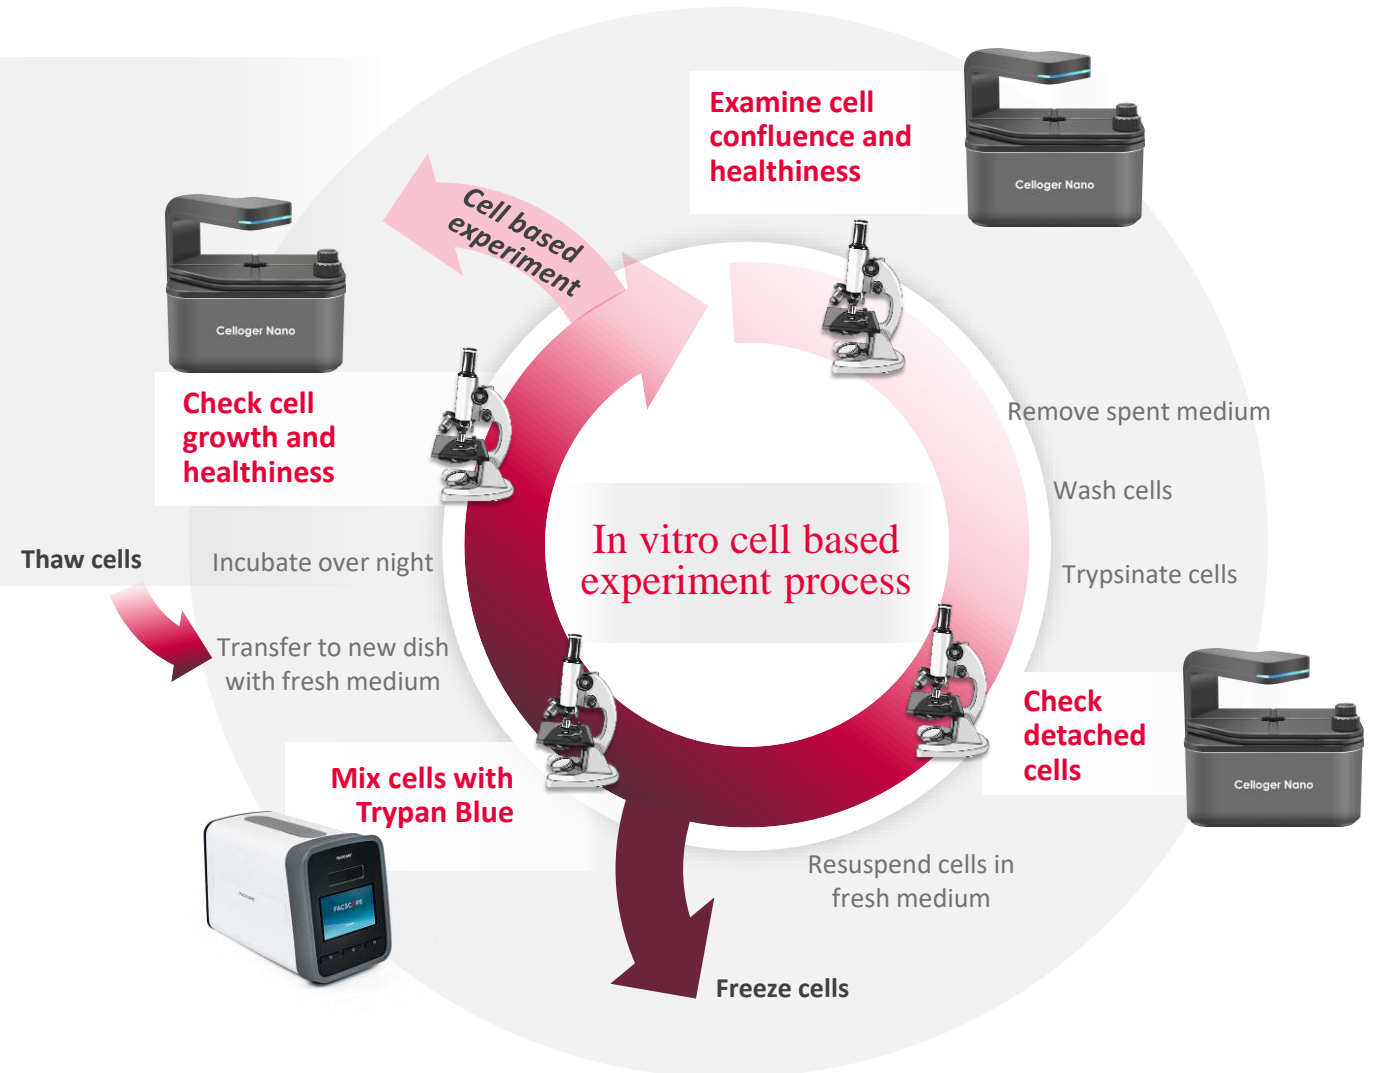 Examine cell
confluence and
healthiness
Celloger Nano
Cell based
experiment
Celloger Nano
Check cell
growth and
healthiness
Remove spent medium
Wash cells
Trypsinate cells
In vitro cell based
experiment process
Thaw cells
Incubate over night
Transfer to new dish
with fresh medium
Check
detached
cells
Celloger Nano
Mix cells with
Trypan Blue
FACSCOPE
Resuspend cells in
fresh medium
Freeze cells